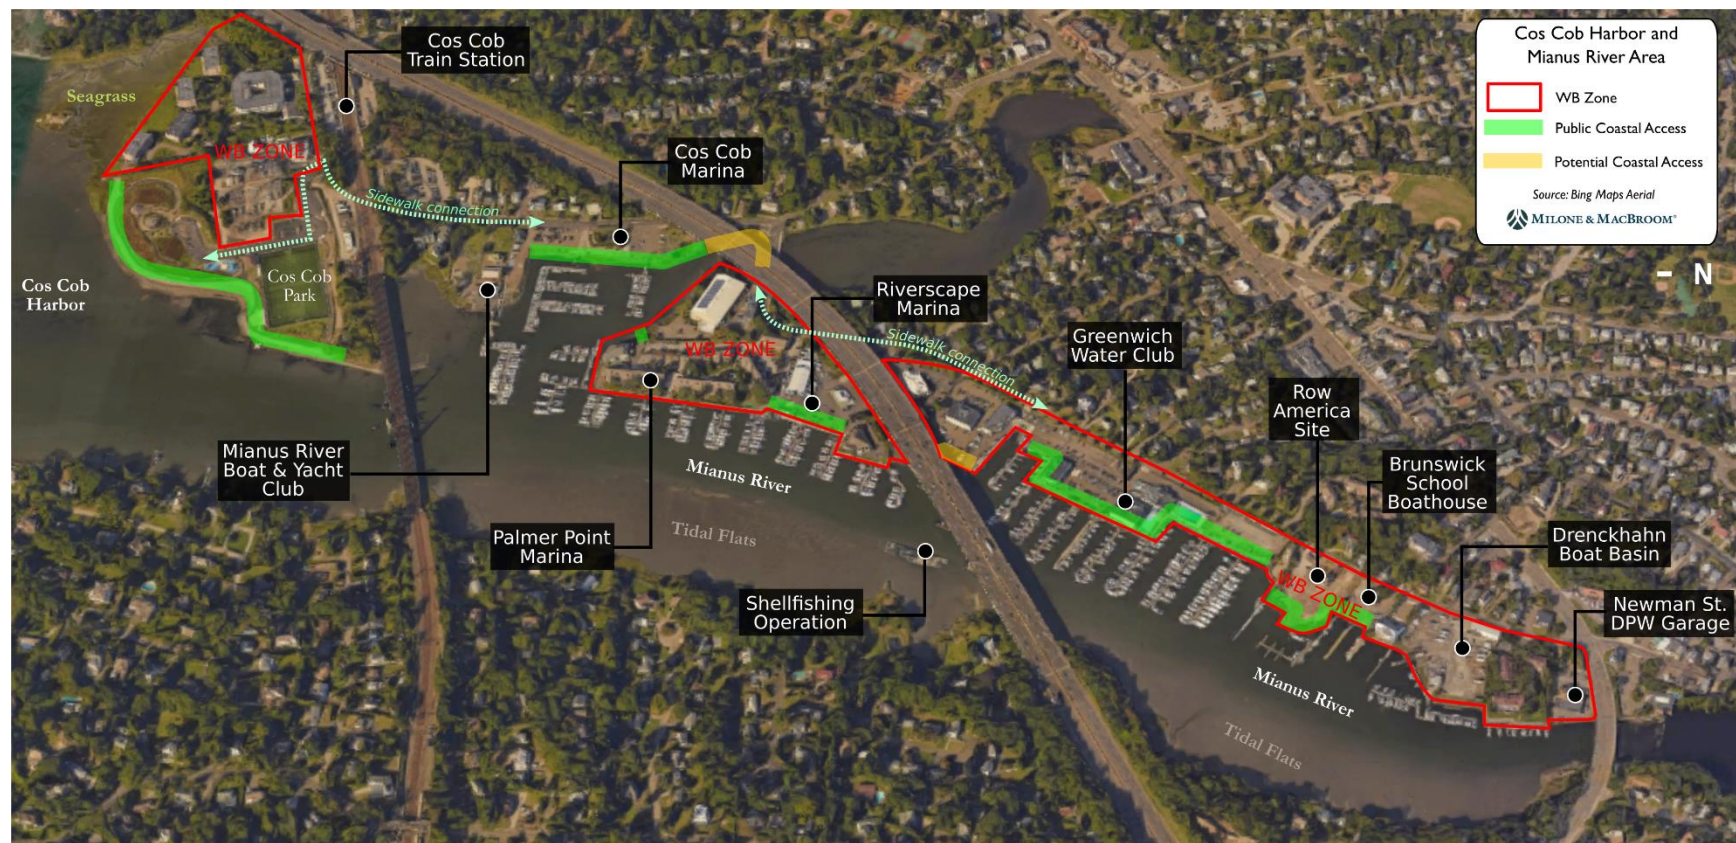 Cos Cob Harbor and
Mianus River Area
WB Zone
Public Coastal Access
Potential Coastal Access
Source: Bing Maps Aerial
MILONE & MACBROOM®
N
Cos Cob
Train Station
Seagrass
WB ZONE
Sidewalk connection
Cos Cob
Marina
Cos Cob
Harbor
Cos Cob
Park
Riverscape
Marina
WB ZONE
Sidewalk connection
Greenwich
Water Club
Row
America
Site
Brunswick
School
Boathouse
Mianus River
Boat & Yacht
Club
Mianus River
Palmer Point
Marina
Tidal Flats
Drenckhahn
Boat Basin
WB ZONE
Shellfishing
Operation
Newman St.
DPW Garage
Mianus River
Tidal Flats